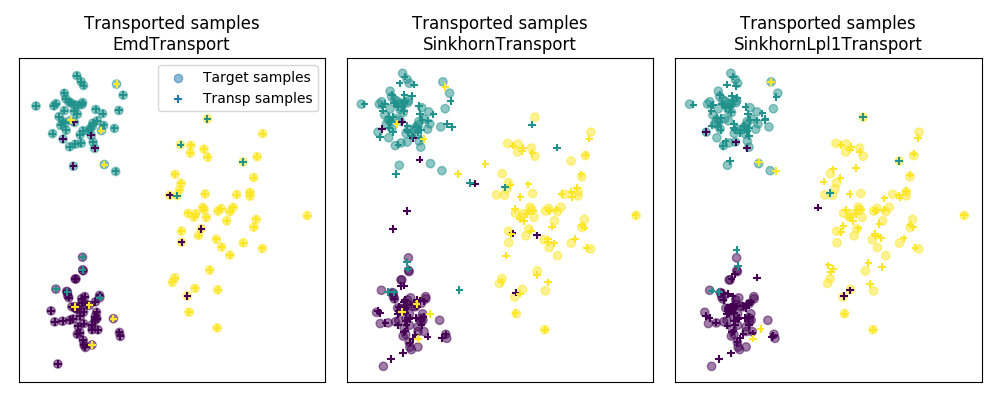 Transported samples
EmdTransport
Target samples
Transp samples
Transported samples
SinkhornTransport
Transported samples
SinkhornLpl1Transport